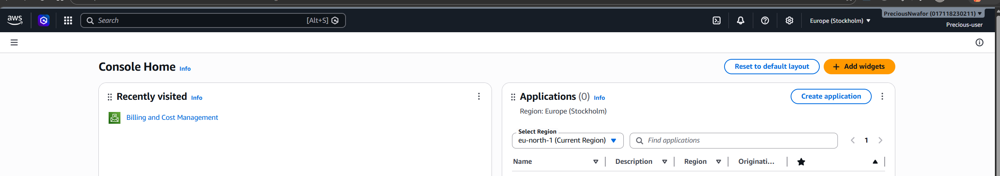 aws
Search
[Alt+S]
Europe (Stockholm)
PreciousNwafor (017118230211)
Precious-user
Console Home
Info
Reset to default layout
+ Add widgets
Recently visited
Info
Billing and Cost Management
Applications (0)
Info
Create application
Region: Europe (Stockholm)
Select Region
eu-north-1 (Current Region)
Find applications
1
Name
Description
Region
Originati...